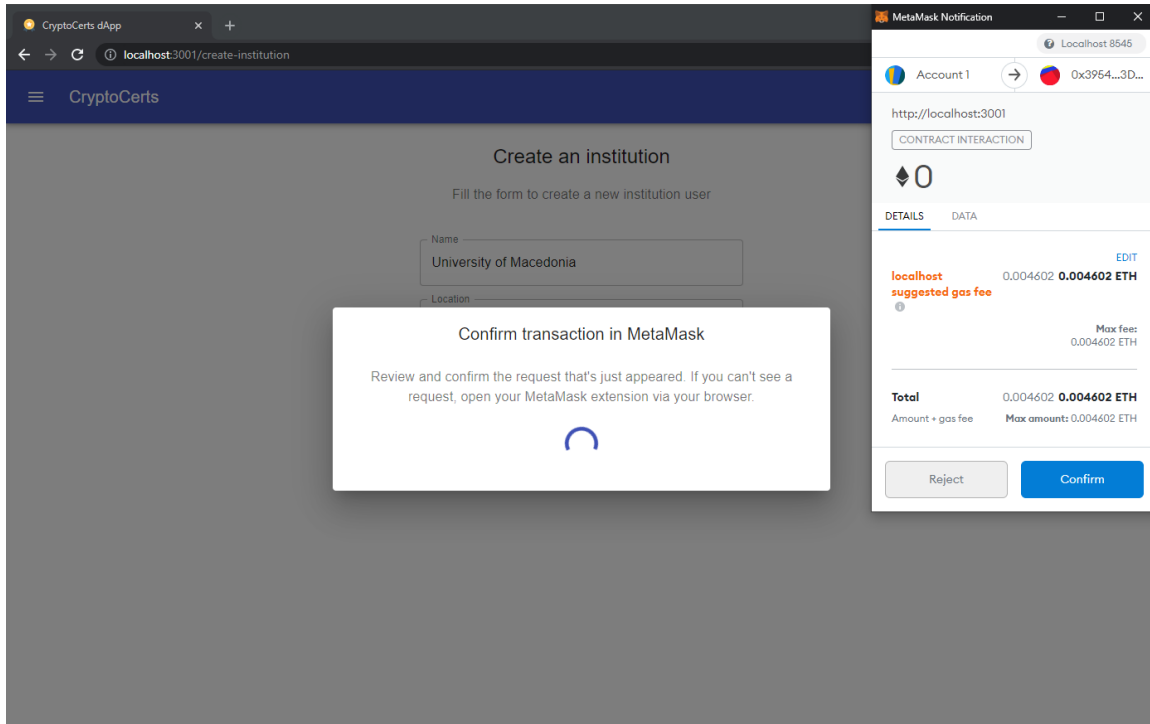 CryptoCerts dApp
localhost:3001/create-institution
CryptoCerts
Create an institution
Fill the form to create a new institution user
Name
University of Macedonia
Location
Confirm transaction in MetaMask
Review and confirm the request that's just appeared. If you can't see a
request, open your MetaMask extension via your browser.
MetaMask Notification
Localhost 8545
Account 1
0x3954...3D...
http://localhost:3001
CONTRACT INTERACTION
0
DETAILS DATA
EDIT
localhost 0.004602 0.004602 ETH
suggested gas fee
Max fee:
0.004602 ETH
Total 0.004602 0.004602 ETH
Amount + gas fee Max amount: 0.004602 ETH
Reject Confirm